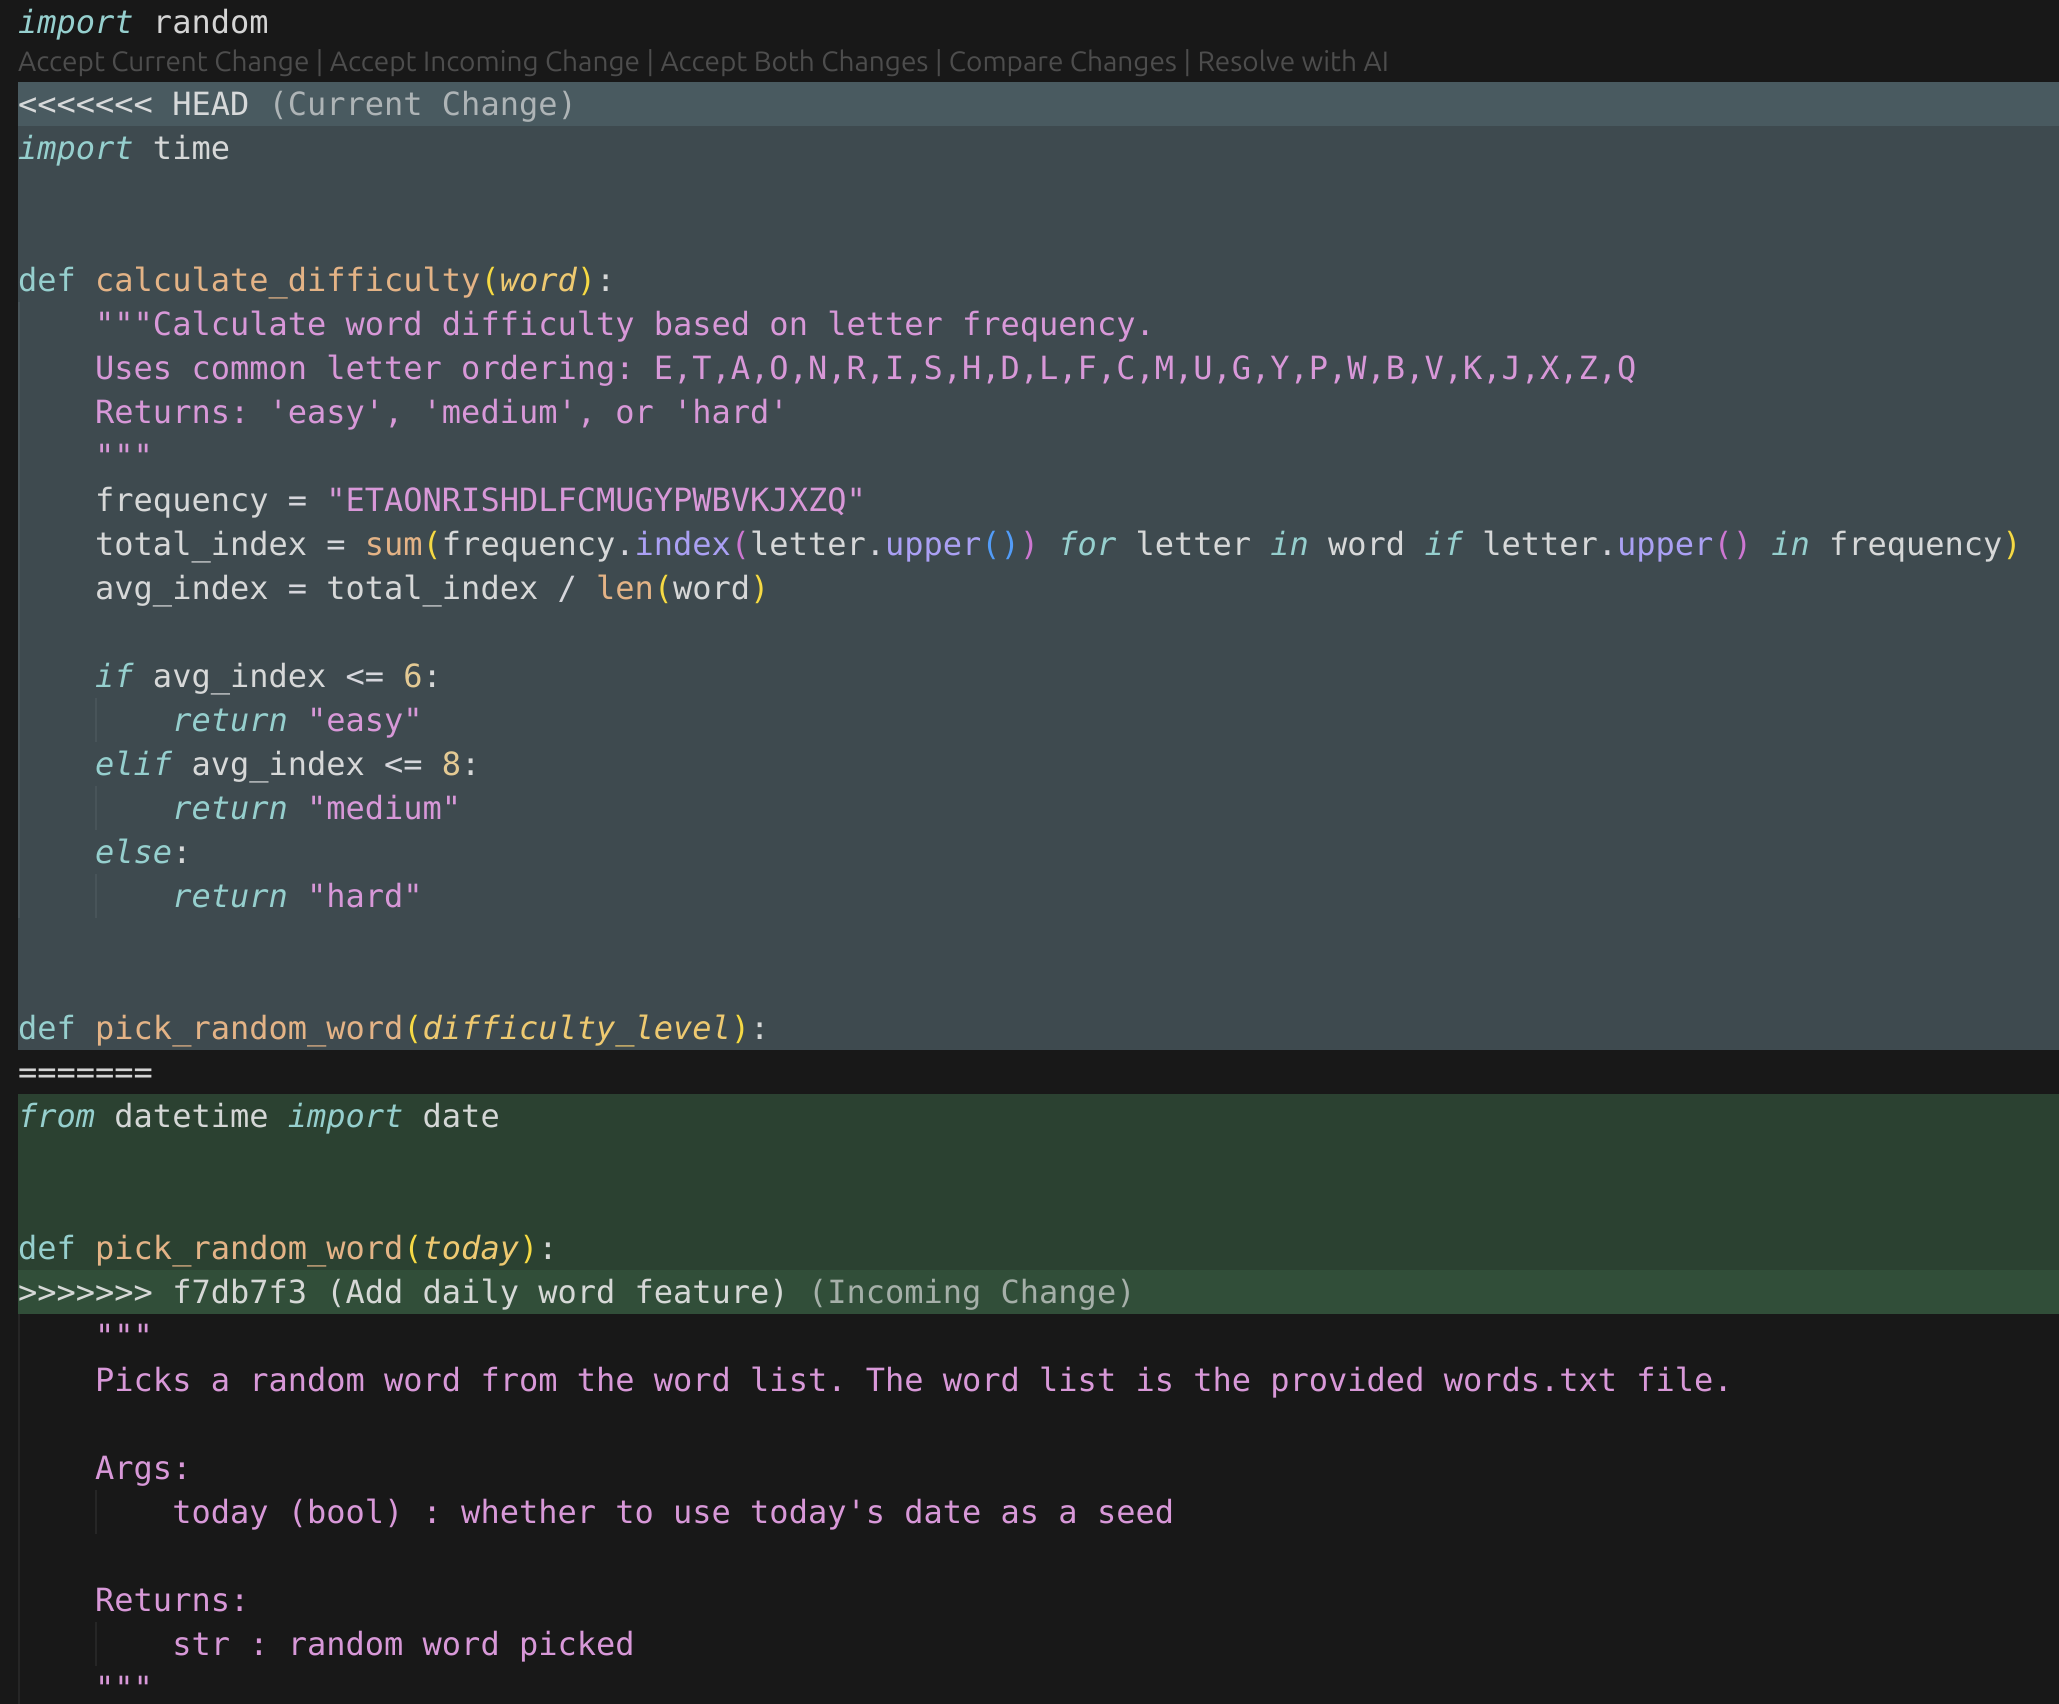 import random
Accept Current Change | Accept Incoming Change | Accept Both Changes | Compare Changes | Resolve with AI
<<<<<<< HEAD (Current Change)
import time
def calculate_difficulty(word):
    """Calculate word difficulty based on letter frequency.
    Uses common letter ordering: E,T,A,O,N,R,I,S,H,D,L,F,C,M,U,G,Y,P,W,B,V,K,J,X,Z,Q
    Returns: 'easy', 'medium', or 'hard'
    """
    frequency = "ETAONRISHDLFCMUGYPWBVKJXZQ"
    total_index = sum(frequency.index(letter.upper()) for letter in word if letter.upper() in frequency)
    avg_index = total_index / len(word)
    if avg_index <= 6:
        return "easy"
    elif avg_index <= 8:
        return "medium"
    else:
        return "hard"
def pick_random_word(difficulty_level):
=======
from datetime import date
def pick_random_word(today):
>>>>>>> f7db7f3 (Add daily word feature) (Incoming Change)
    """
    Picks a random word from the word list. The word list is the provided words.txt file.
    Args:
        today (bool) : whether to use today's date as a seed
    Returns:
        str : random word picked
    """